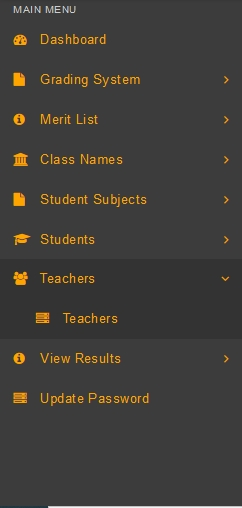 MAIN MENU
Dashboard
Grading System
Merit List
Class Names
Student Subjects
Students
Teachers
Teachers
View Results
Update Password